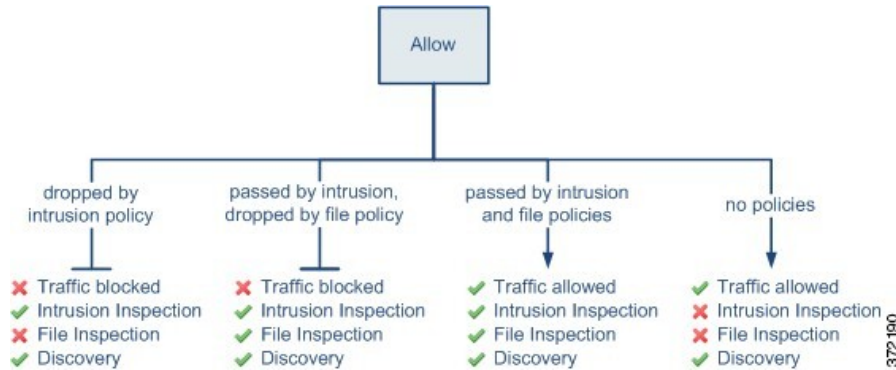 Allow
dropped by
intrusion policy
Traffic blocked
Intrusion Inspection
File Inspection
Discovery
passed by intrusion,
dropped by file policy
Traffic blocked
Intrusion Inspection
File Inspection
Discovery
passed by intrusion
and file policies
Traffic allowed
Intrusion Inspection
File Inspection
Discovery
no policies
Traffic allowed
Intrusion Inspection
File Inspection
Discovery
372190